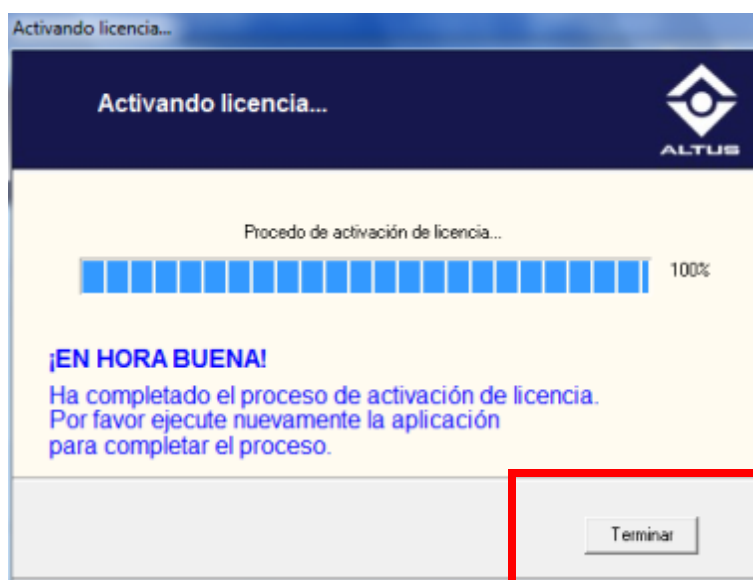 Activando licencia...
Activando licencia...
ALTUS
Procedo de activación de licencia...
100%
¡EN HORA BUENA!
Ha completado el proceso de activación de licencia.
Por favor ejecute nuevamente la aplicación
para completar el proceso.
Terminar